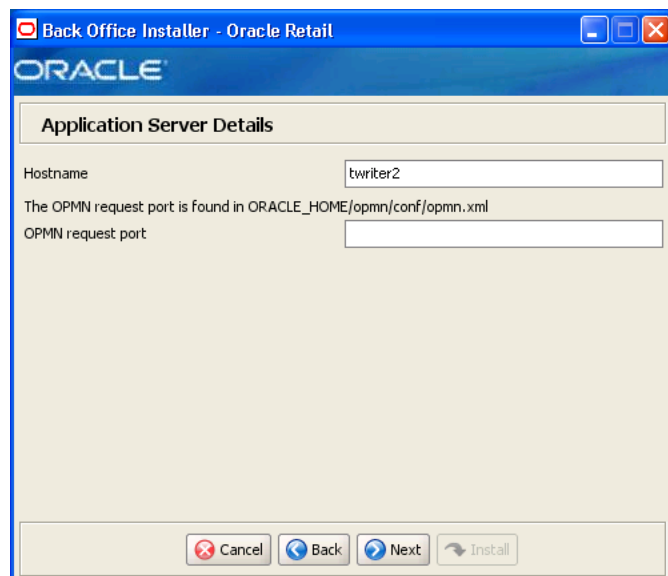 Back Office Installer - Oracle Retail
ORACLE
Application Server Details
Hostname twriter2
The OPMN request port is found in ORACLE_HOME/opmn/conf/opmn.xml
OPMN request port
Cancel Back Next Install